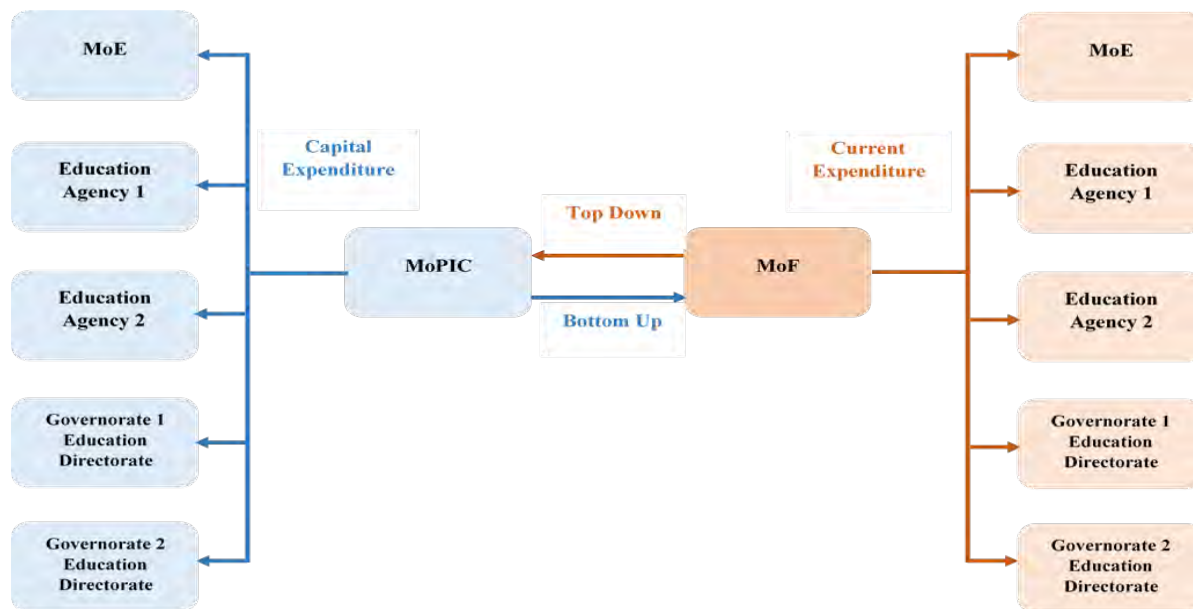 MoE
Education
Agency 1
Education
Agency 2
Governorate 1
Education
Directorate
Governorate 2
Education
Directorate
Capital
Expenditure
MoPIC
Top Down
Bottom Up
MoF
Current
Expenditure
MoE
Education
Agency 1
Education
Agency 2
Governorate 1
Education
Directorate
Governorate 2
Education
Directorate